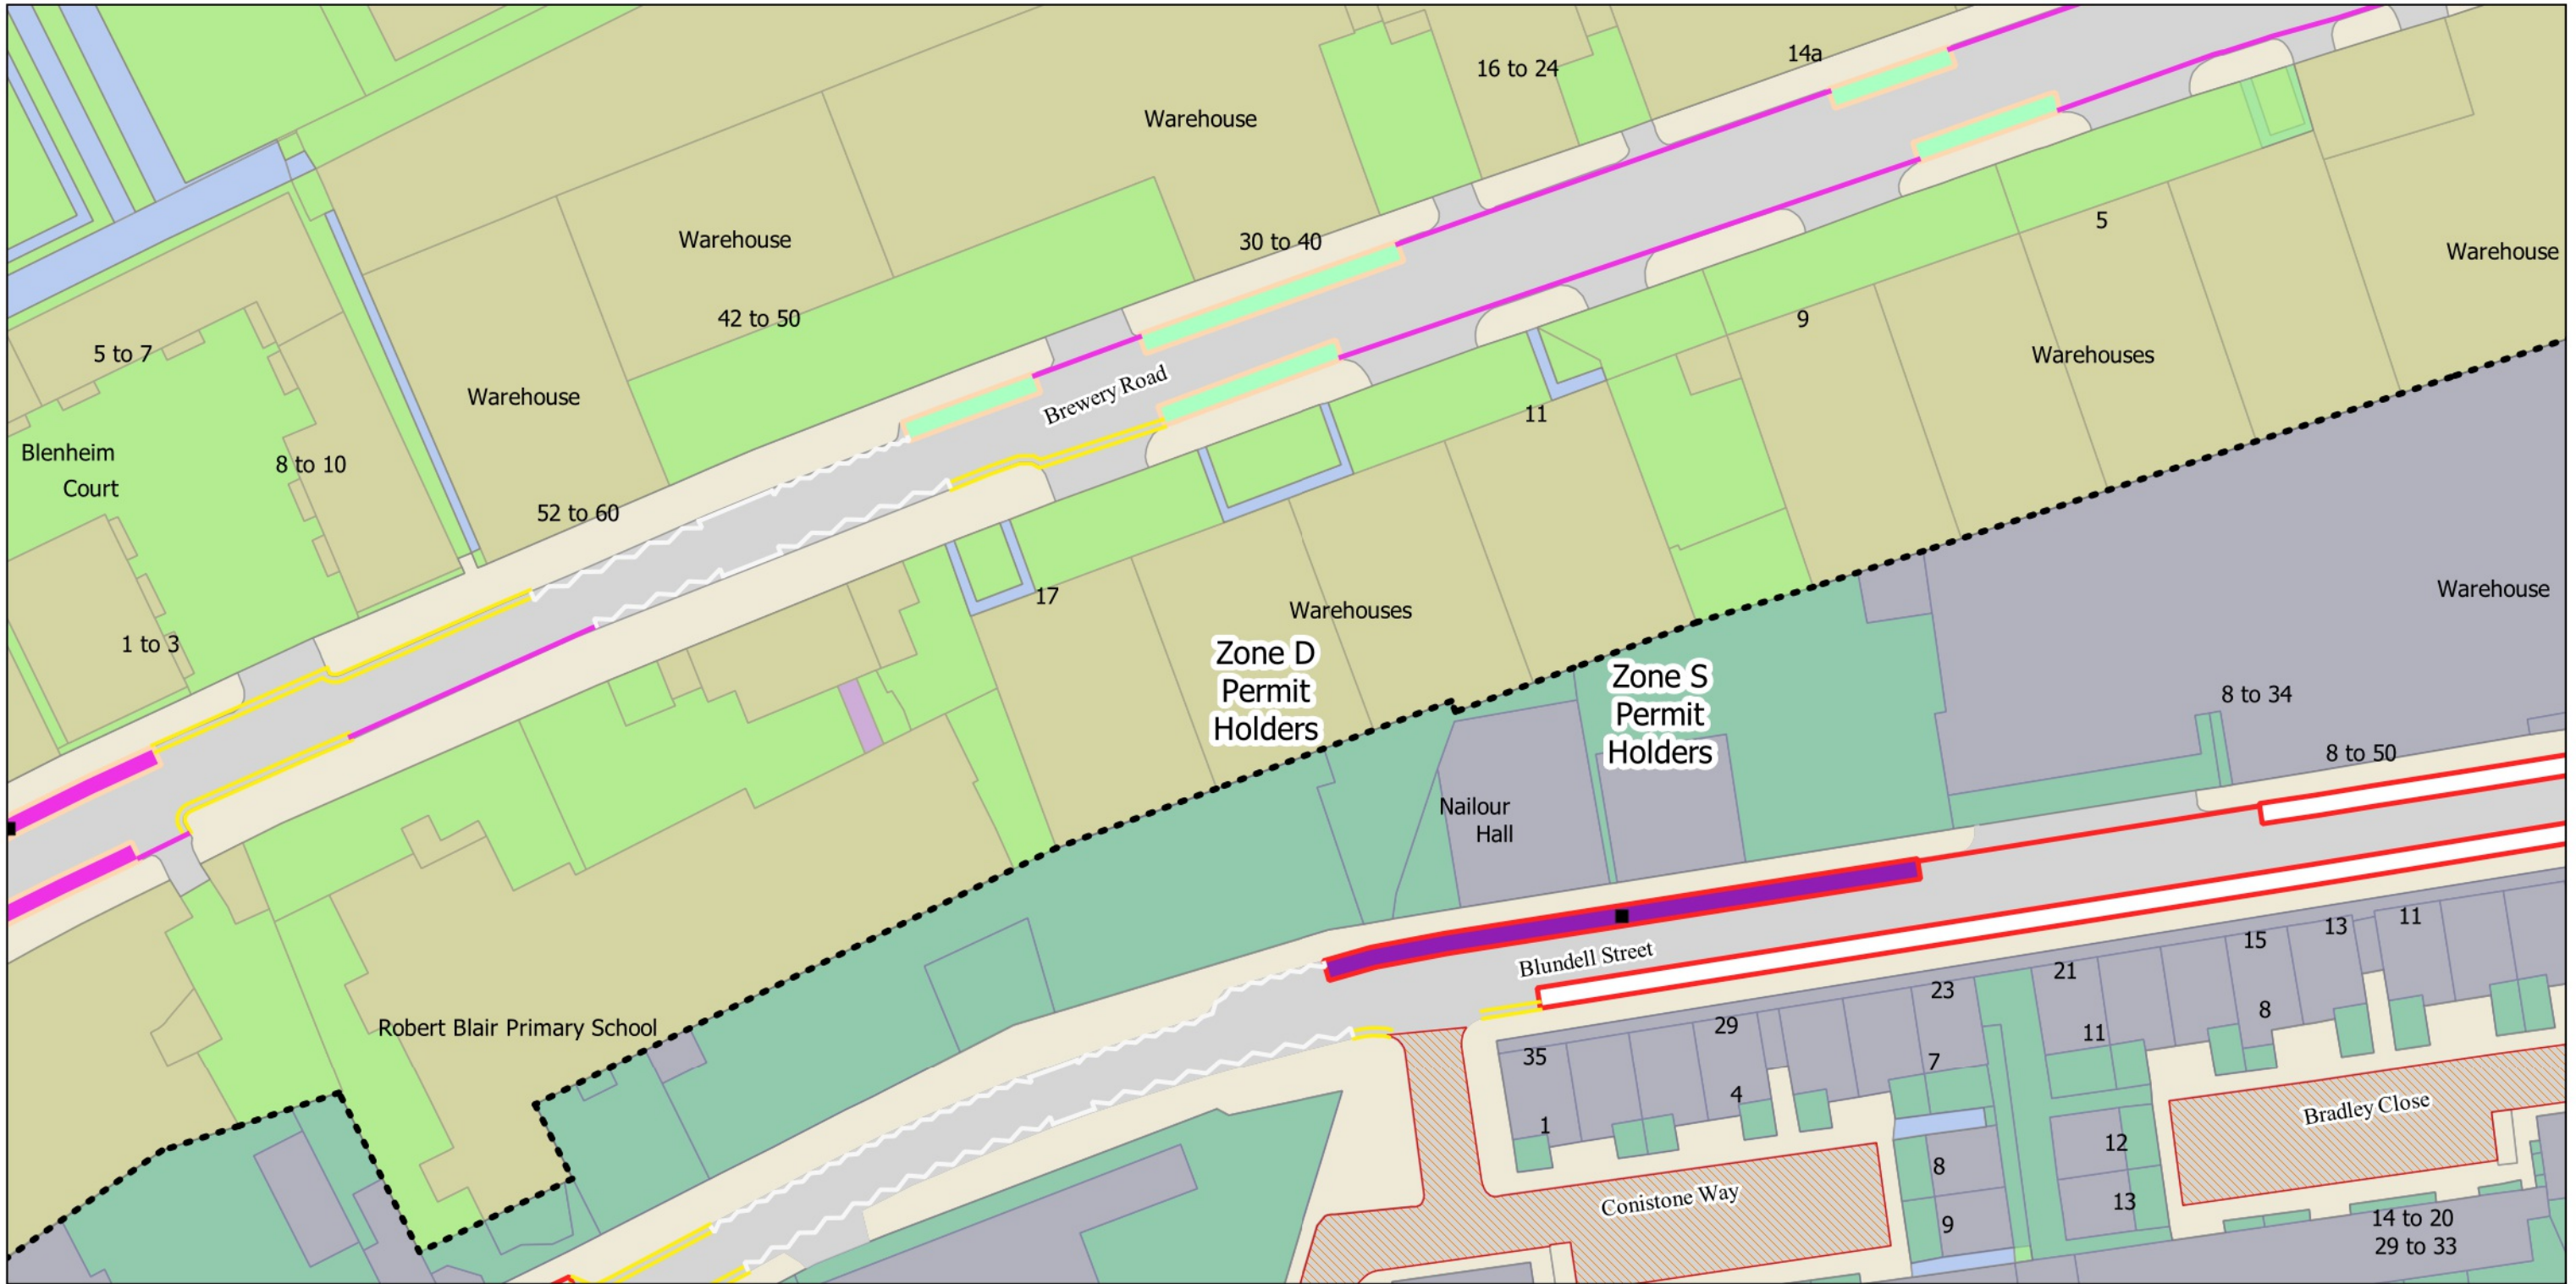 14a
16 to 24
Warehouse
5
Warehouse
30 to 40
Warehouse
42 to 50
9
5 to 7
Warehouses
Brewery Road
Warehouse
11
Blenheim
Court
8 to 10
52 to 60
Warehouse
17
Warehouses
1 to 3
Zone D
Permit
Holders
Zone S
Permit
Holders
8 to 34
8 to 50
Nailour
Hall
Blundell Street
11
13
15
21
23
Robert Blair Primary School
29
35
11
8
7
4
1
Bradley Close
12
8
Conistone Way
13
9
14 to 20
29 to 33